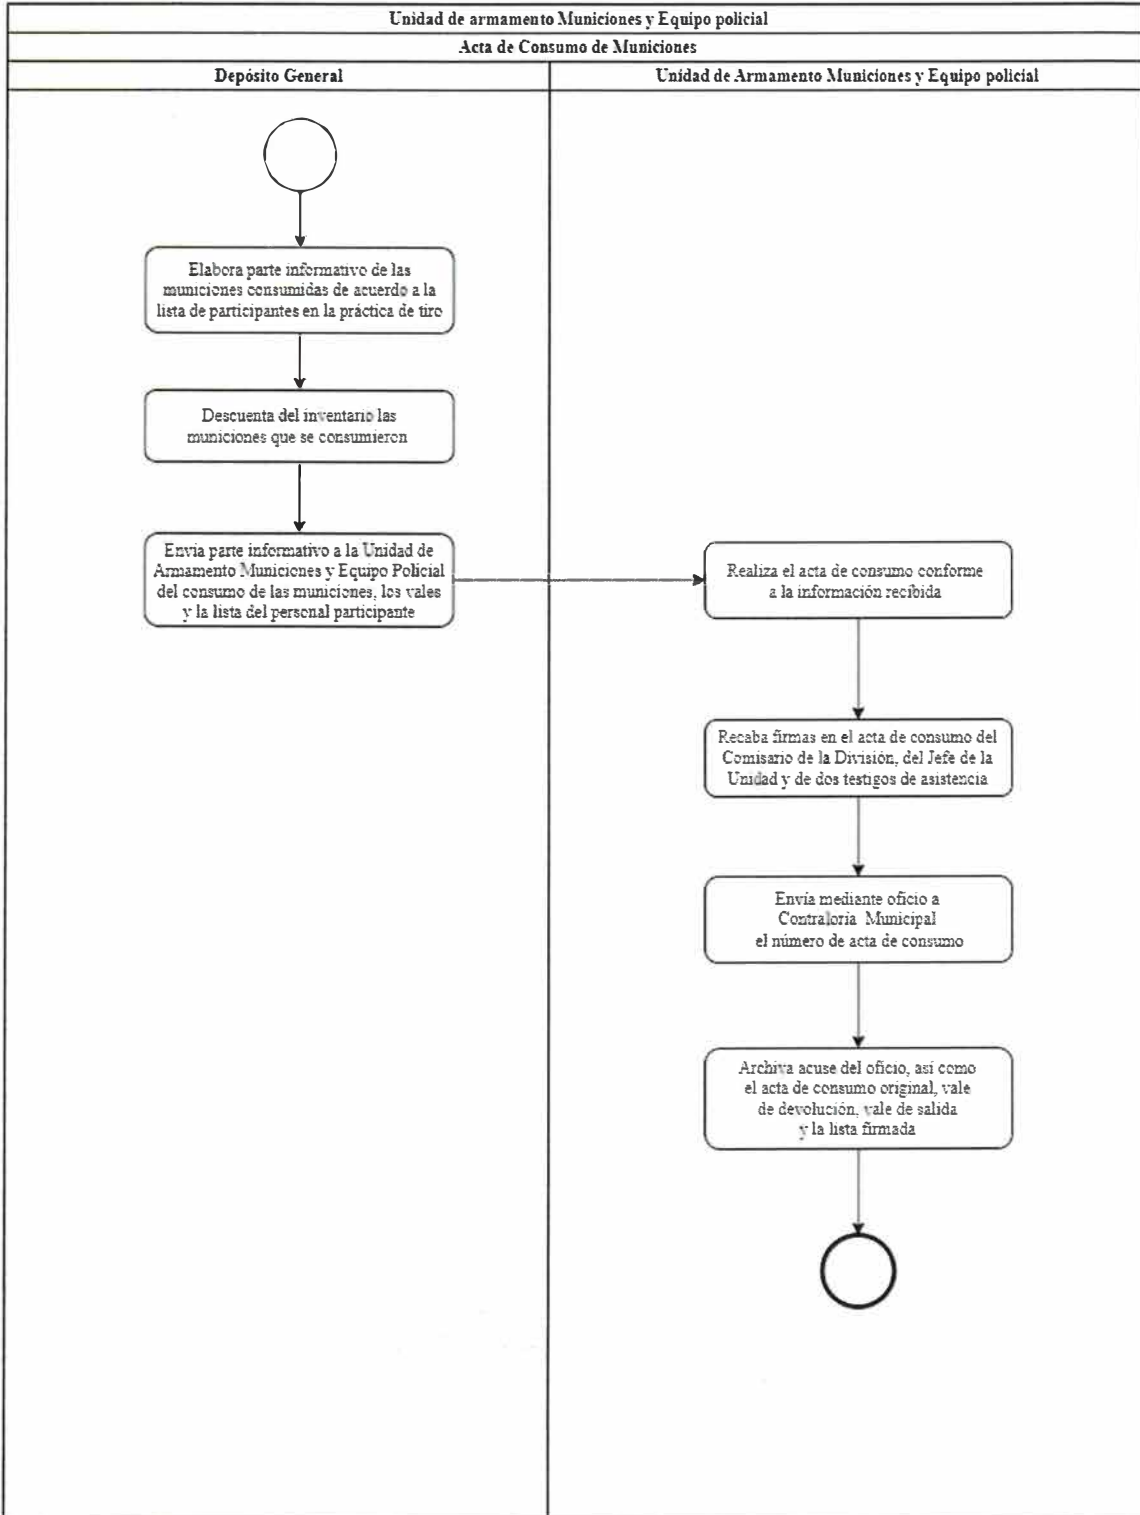 Unidad de armamento Municiones y Equipo policial
Acta de Consumo de Municiones
Depósito General
Unidad de Armamento Municiones y Equipo policial
Elabora parte informativo de las
municiones consumidas de acuerdo a la
lista de participantes en la práctica de tiro
Descuenta del inventario las
municiones que se consumieron
Envia parte informativo a la Unidad de
Armamento Municiones y Equipo Policial
del consumo de las municiones, los vales
y la lista del personal participante
Realiza el acta de consumo conforme
a la información recibida
Recaba firmas en el acta de consumo del
Comisario de la División, del Jefe de la
Unidad y de dos testigos de asistencia
Envía mediante oficio a
Contraloria Municipal
el número de acta de consumo
Archiva acuse del oficio, asi como
el acta de consumo original, vale
de devolución, vale de salida
y la lista firmada